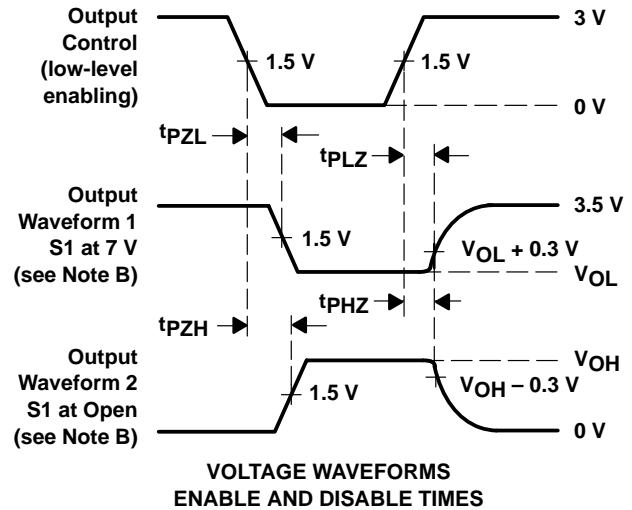 Output
Control
(low-level
enabling)
3 V
1.5 V
1.5 V
0 V
tPZL
tPLZ
Output
Waveform 1
S1 at 7 V
(see Note B)
3.5 V
1.5 V
VOL + 0.3 V
VOL
tPHZ
tPZH
Output
Waveform 2
S1 at Open
(see Note B)
VOH
1.5 V
VOH – 0.3 V
0 V
VOLTAGE WAVEFORMS
ENABLE AND DISABLE TIMES